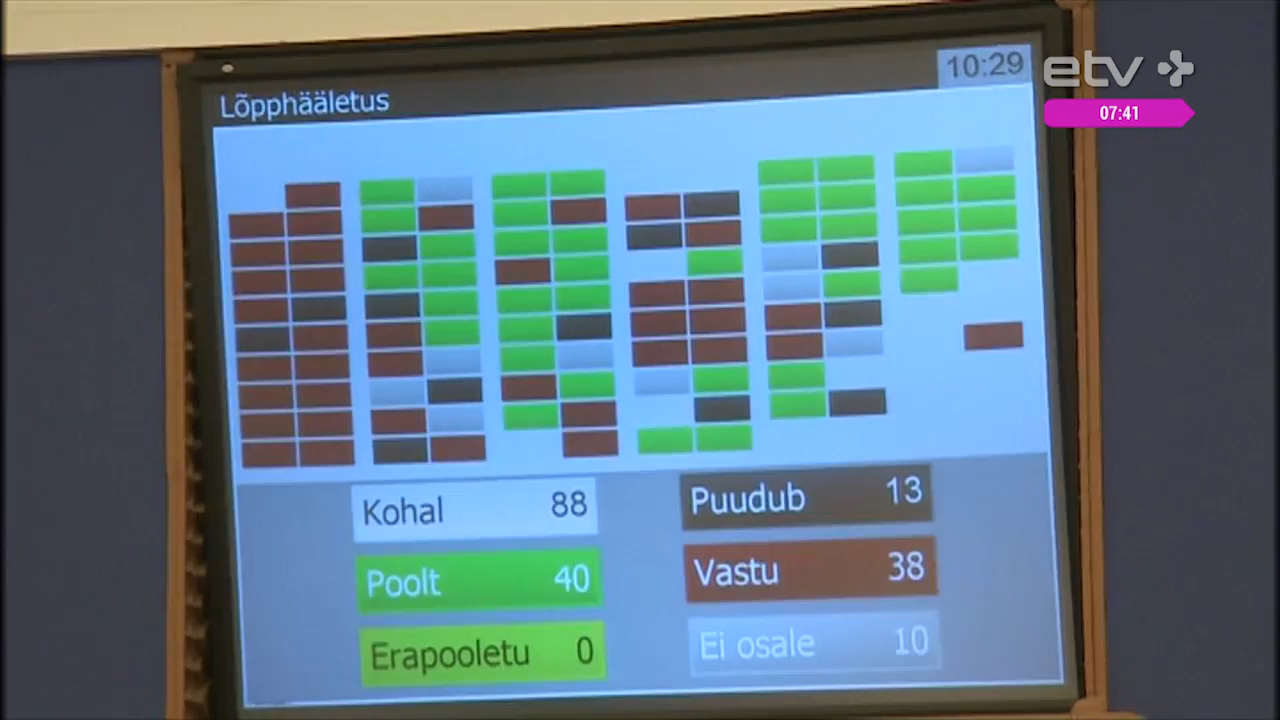 10:29
etv+
07:41
Lõpphääletus
Kohal 88
Puudub 13
Poolt 40
Vastu 38
Erapooletu 0
Ei osale 10